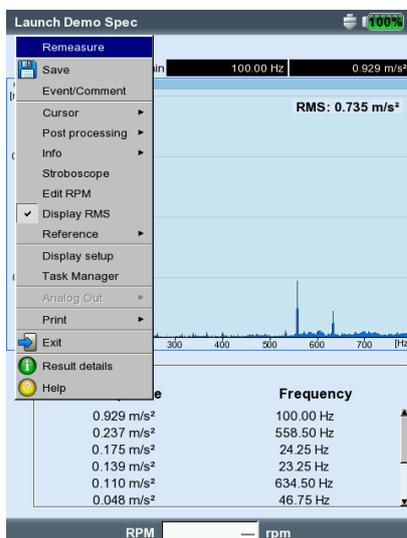 Launch Demo Spec 100%
Remeasure
Save
in 100.00 Hz 0.929 m/s²
Event/Comment
RMS: 0.735 m/s²
Cursor
Post processing
Info
Stroboscope
Edit RPM
Display RMS
Reference
Display setup
Task Manager
Analog Out
Print
Exit
300 400 500 600 700 [Hz
Result details
Help
e Frequency
0.929 m/s² 100.00 Hz
0.237 m/s² 558.50 Hz
0.175 m/s² 24.25 Hz
0.139 m/s² 23.25 Hz
0.110 m/s² 634.50 Hz
0.048 m/s² 46.75 Hz
RPM — rpm